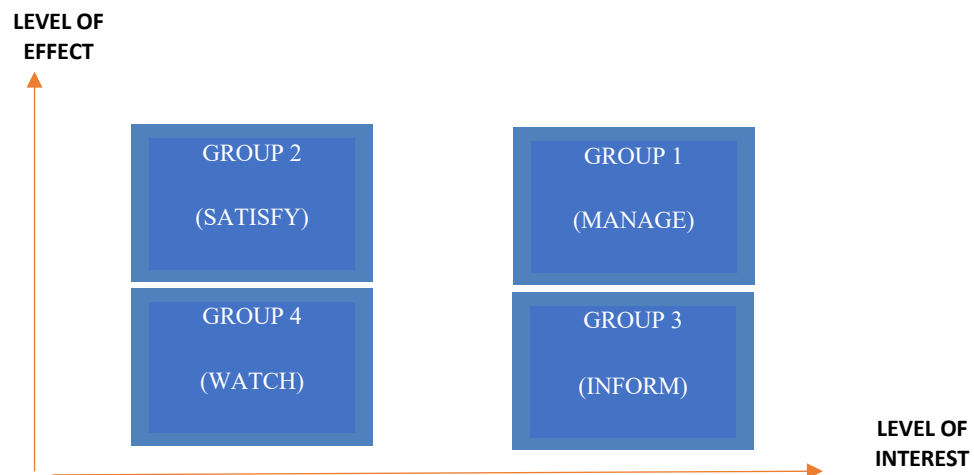 LEVEL OF
EFFECT
GROUP 2
(SATISFY)
GROUP 1
(MANAGE)
GROUP 4
(WATCH)
GROUP 3
(INFORM)
LEVEL OF
INTEREST